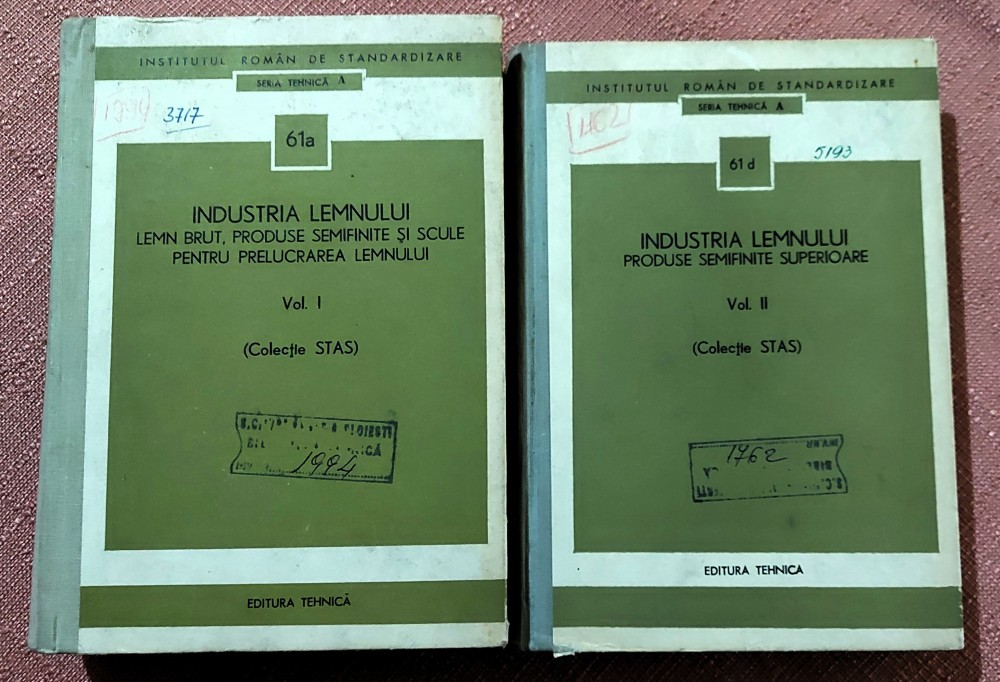 INSTITUTUL ROMÂN DE STANDARDIZARE
SERIA TEHNICĂ A
1994
3717
61a
INDUSTRIA LEMNULUI
LEMN BRUT, PRODUSE SEMIFINITE ȘI SCULE
PENTRU PRELUCRAREA LEMNULUI
Vol. I
(Colecție STAS)
S.C.
1994
EDITURA TEHNICĂ
INSTITUTUL ROMÂN DE STANDARDIZARE
SERIA TEHNICĂ A
61 d
5193
INDUSTRIA LEMNULUI
PRODUSE SEMIFINITE SUPERIOARE
Vol. II
(Colecție STAS)
1762
S.C.
EDITURA TEHNICA